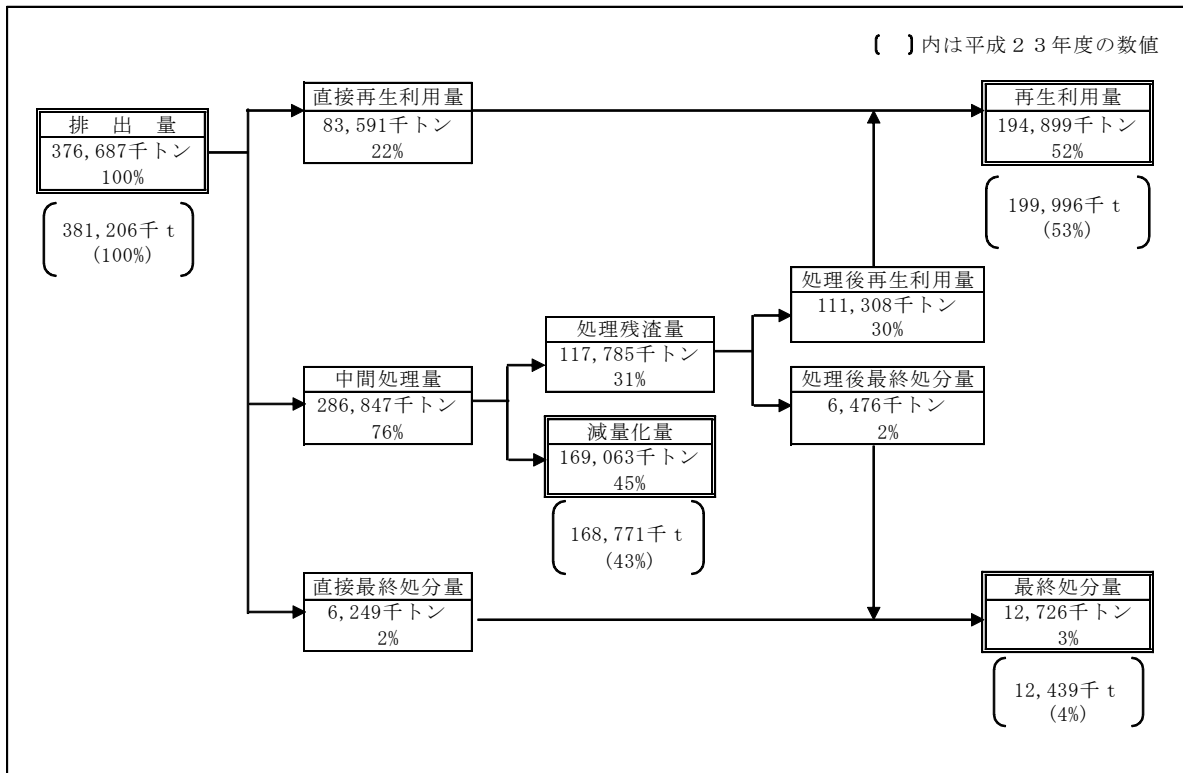 〔 〕内は平成２３年度の数値
排 出 量
376,687千トン
100%
381,206千ｔ
(100%)
直接再生利用量
83,591千トン
22%
再生利用量
194,899千トン
52%
199,996千ｔ
(53%)
中間処理量
286,847千トン
76%
処理残渣量
117,785千トン
31%
減量化量
169,063千トン
45%
168,771千ｔ
(43%)
処理後再生利用量
111,308千トン
30%
処理後最終処分量
6,476千トン
2%
直接最終処分量
6,249千トン
2%
最終処分量
12,726千トン
3%
12,439千ｔ
(4%)